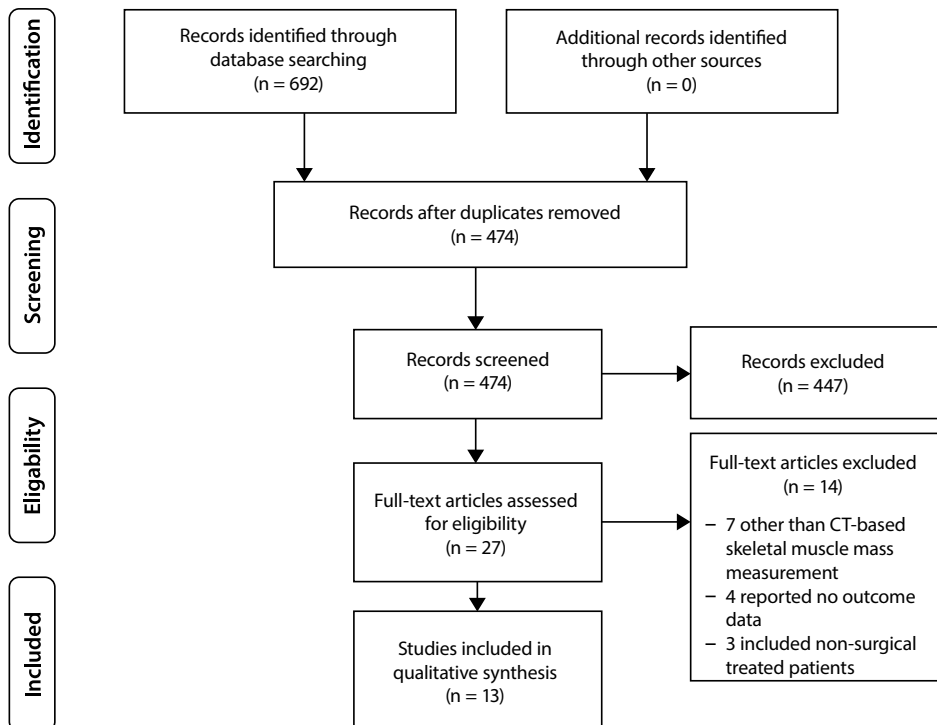 Identification
Records identified through
database searching
(n = 692)
Additional records identified
through other sources
(n = 0)
Screening
Records after duplicates removed
(n = 474)
Records screened
(n = 474)
Records excluded
(n = 447)
Eligability
Full-text articles assessed
for eligibility
(n = 27)
Full-text articles excluded
(n = 14)
– 7 other than CT-based
skeletal muscle mass
measurement
– 4 reported no outcome
data
– 3 included non-surgical
treated patients
Included
Studies included in
qualitative synthesis
(n = 13)